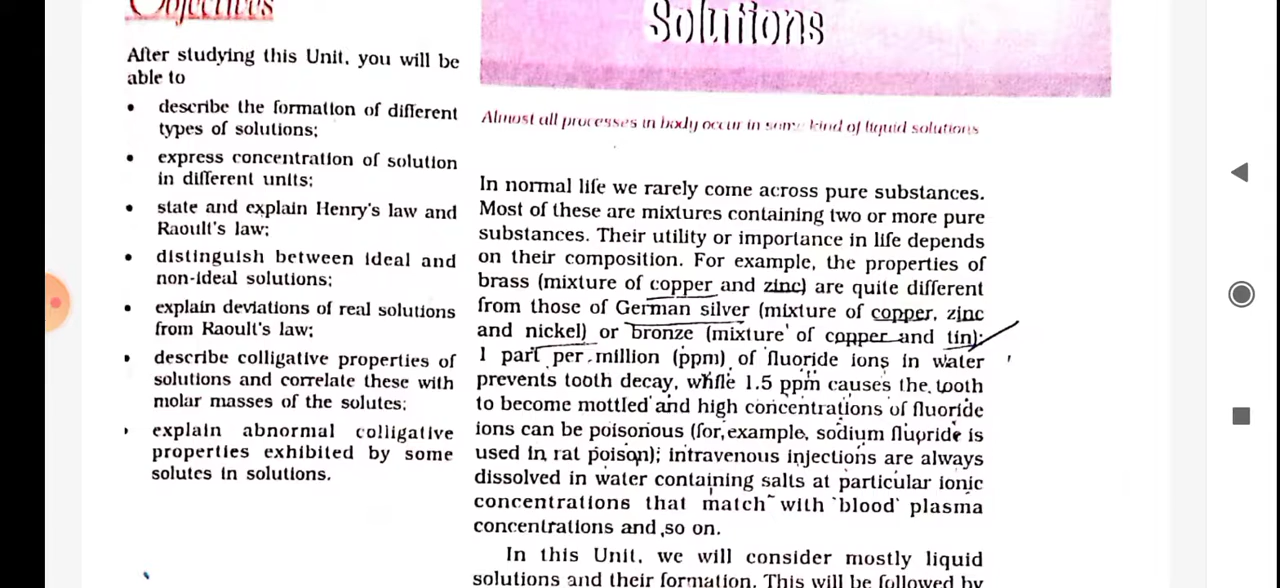 Objectives
After studying this Unit, you will be
able to
• describe the formation of different
types of solutions;
• express concentration of solution
in different units;
• state and explain Henry's law and
Raoult's law;
• distinguish between ideal and
non-ideal solutions;
• explain deviations of real solutions
from Raoult's law;
• describe colligative properties of
solutions and correlate these with
molar masses of the solutes;
• explain abnormal colligative
properties exhibited by some
solutes in solutions.
Solutions
Almost all processes in body occur in some kind of liquid solutions
In normal life we rarely come across pure substances.
Most of these are mixtures containing two or more pure
substances. Their utility or importance in life depends
on their composition. For example, the properties of
brass (mixture of copper and zinc) are quite different
from those of German silver (mixture of copper, zinc
and nickel) or bronze (mixture of copper and tin);
1 part per million (ppm) of fluoride ions in water
prevents tooth decay, while 1.5 ppm causes the tooth
to become mottled and high concentrations of fluoride
ions can be poisonous (for example, sodium fluoride is
used in rat poison); intravenous injections are always
dissolved in water containing salts at particular ionic
concentrations that match with blood plasma
concentrations and so on.
In this Unit, we will consider mostly liquid
solutions and their formation. This will be followed by